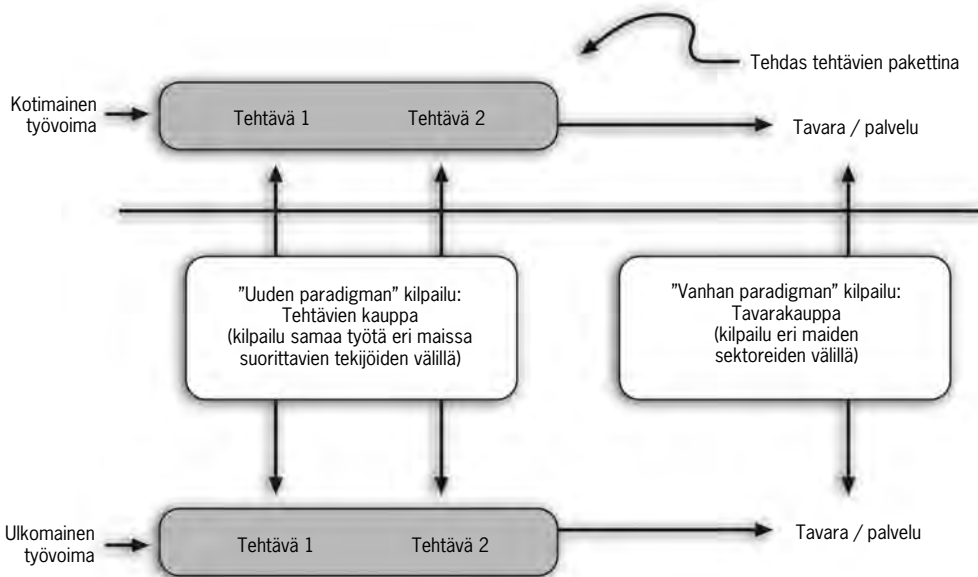 Tehdas tehtävien pakettina
Kotimainen
työvoima
Tehtävä 1
Tehtävä 2
Tavara / palvelu
"Uuden paradigman" kilpailu:
Tehtävien kauppa
(kilpailu samaa työtä eri maissa
suorittavien tekijöiden välillä)
"Vanhan paradigman" kilpailu:
Tavarakauppa
(kilpailu eri maiden
sektoreiden välillä)
Ulkomainen
työvoima
Tehtävä 1
Tehtävä 2
Tavara / palvelu